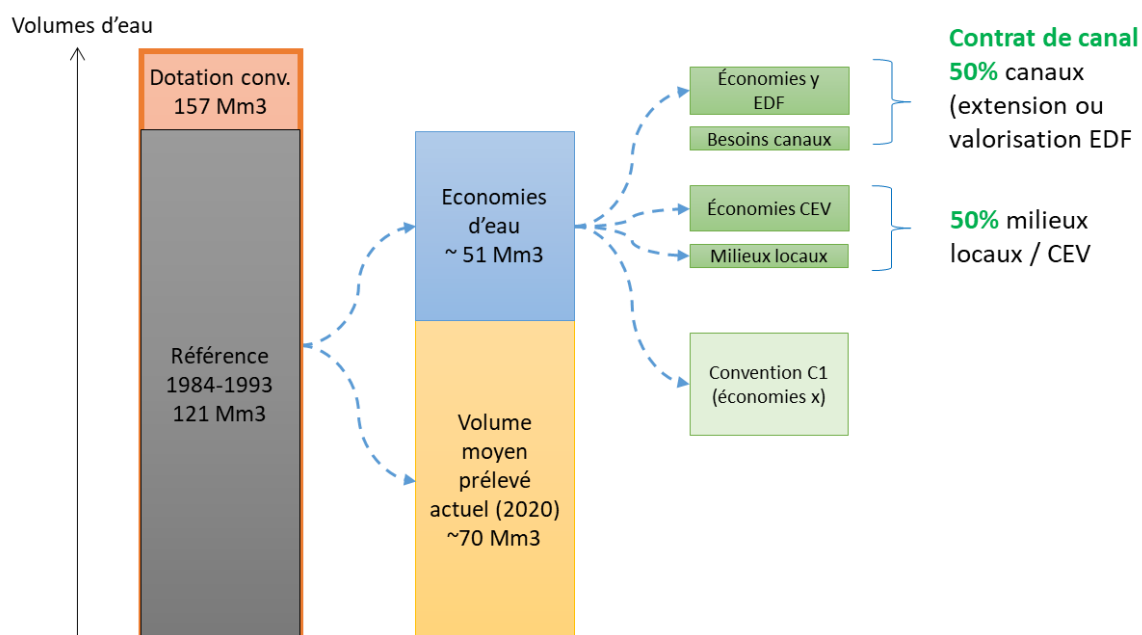 Volumes d'eau
Dotation conv.
157 Mm3
Référence
1984-1993
121 Mm3
Economies
d'eau
~ 51 Mm3
Volume
moyen
prélevé
actuel (2020)
~70 Mm3
Économies y
EDF
Besoins canaux
Économies CEV
Milieux locaux
Convention C1
(économies x)
Contrat de canal
50% canaux
(extension ou
valorisation EDF
50% milieux
locaux / CEV